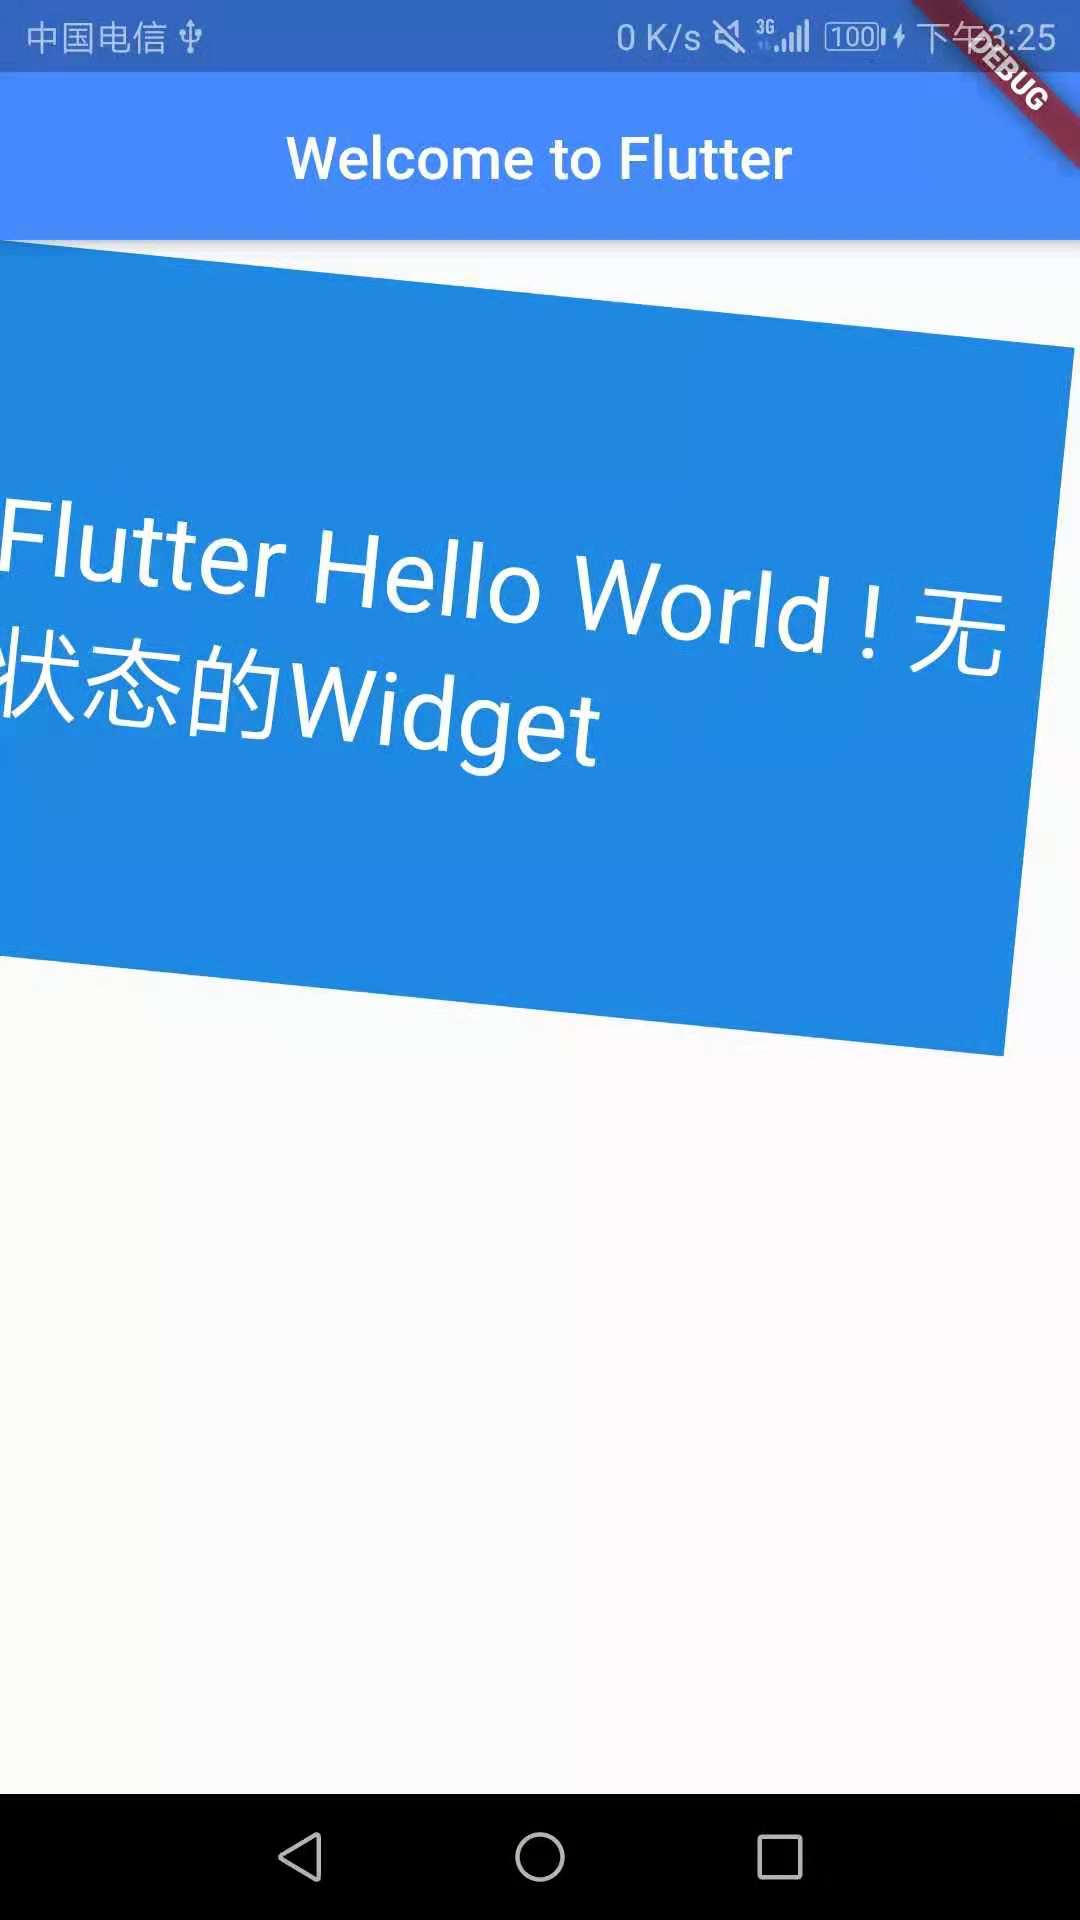 中国电信 0 K/s 3G 100 下午3:25
DEBUG
Welcome to Flutter
Flutter Hello World ! 无
状态的Widget